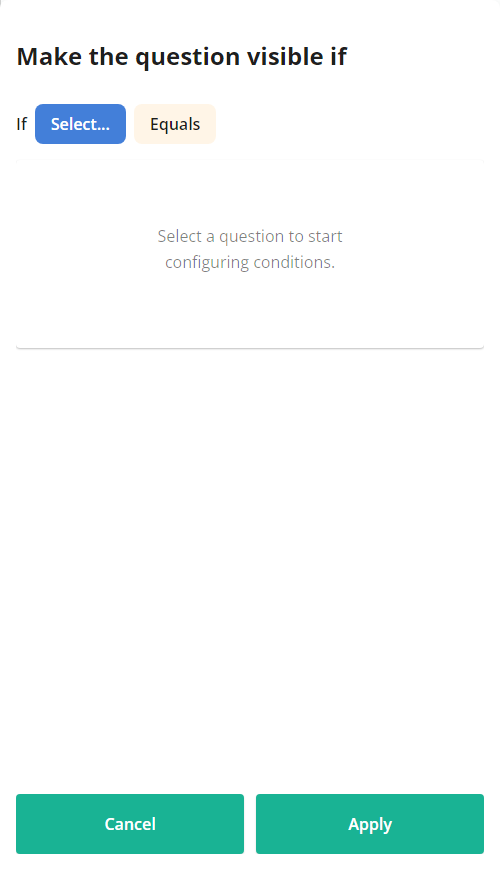 Make the question visible if
If Select... Equals
Select a question to start
configuring conditions.
Cancel Apply